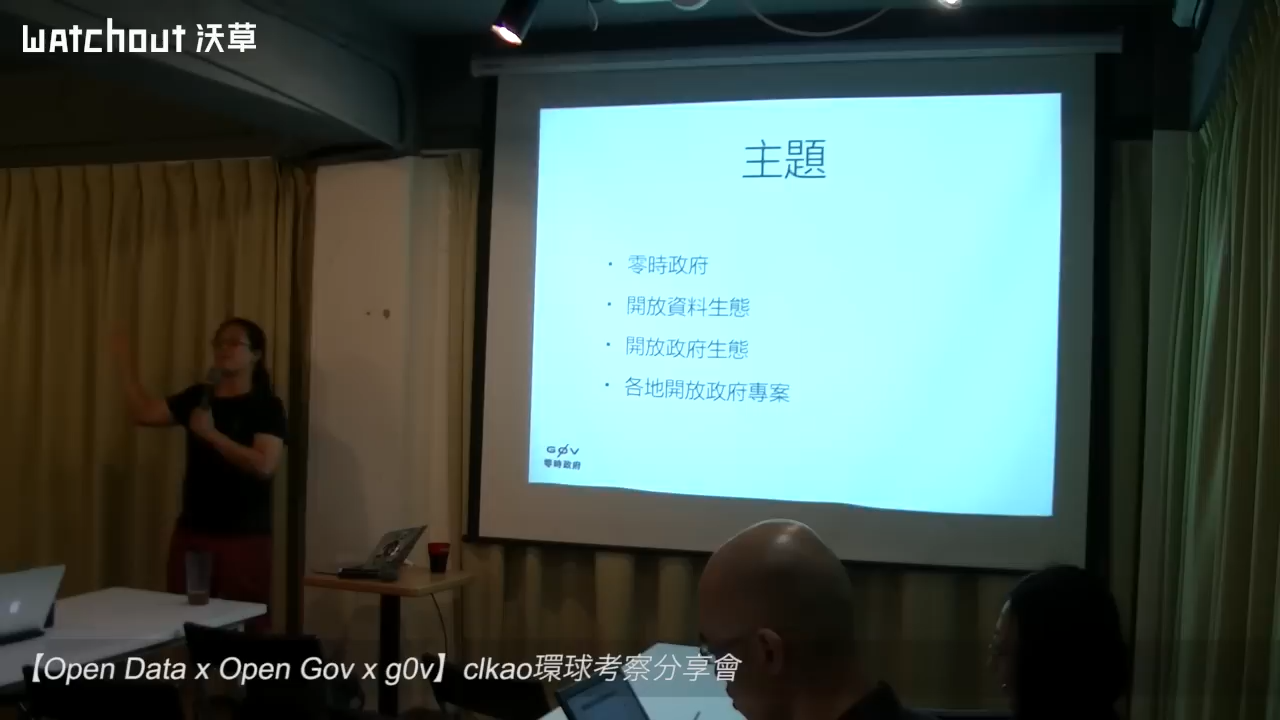 watchout 沃草
主題
• 零時政府
• 開放資料生態
• 開放政府生態
• 各地開放政府專案
G0V
零時政府
【Open Data x Open Gov x g0v】clkao環球考察分享會